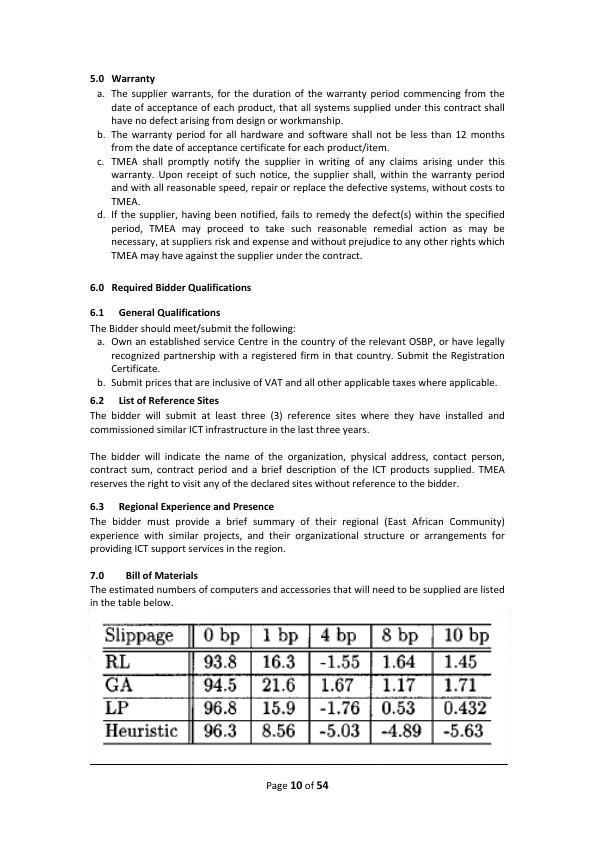 5.0 Warranty
a. The supplier warrants, for the duration of the warranty period commencing from the
date of acceptance of each product, that all systems supplied under this contract shall
have no defect arising from design or workmanship.
b. The warranty period for all hardware and software shall not be less than 12 months
from the date of acceptance certificate for each product/item.
c. TMEA shall promptly notify the supplier in writing of any claims arising under this
warranty. Upon receipt of such notice, the supplier shall, within the warranty period
and with all reasonable speed, repair or replace the defective systems, without costs to
TMEA.
d. If the supplier, having been notified, fails to remedy the defect(s) within the specified
period, TMEA may proceed to take such reasonable remedial action as may be
necessary, at suppliers risk and expense and without prejudice to any other rights which
TMEA may have against the supplier under the contract.
6.0 Required Bidder Qualifications
6.1 General Qualifications
The Bidder should meet/submit the following:
a. Own an established service Centre in the country of the relevant OSBP, or have legally
recognized partnership with a registered firm in that country. Submit the Registration
Certificate.
b. Submit prices that are inclusive of VAT and all other applicable taxes where applicable.
6.2 List of Reference Sites
The bidder will submit at least three (3) reference sites where they have installed and
commissioned similar ICT infrastructure in the last three years.
The bidder will indicate the name of the organization, physical address, contact person,
contract sum, contract period and a brief description of the ICT products supplied. TMEA
reserves the right to visit any of the declared sites without reference to the bidder.
6.3 Regional Experience and Presence
The bidder must provide a brief summary of their regional (East African Community)
experience with similar projects, and their organizational structure or arrangements for
providing ICT support services in the region.
7.0 Bill of Materials
The estimated numbers of computers and accessories that will need to be supplied are listed
in the table below.
Slippage 0 bp 1 bp 4 bp 8 bp 10 bp
RL 93.8 16.3 -1.55 1.64 1.45
GA 94.5 21.6 1.67 1.17 1.71
LP 96.8 15.9 -1.76 0.53 0.432
Heuristic 96.3 8.56 -5.03 -4.89 -5.63
Page 10 of 54